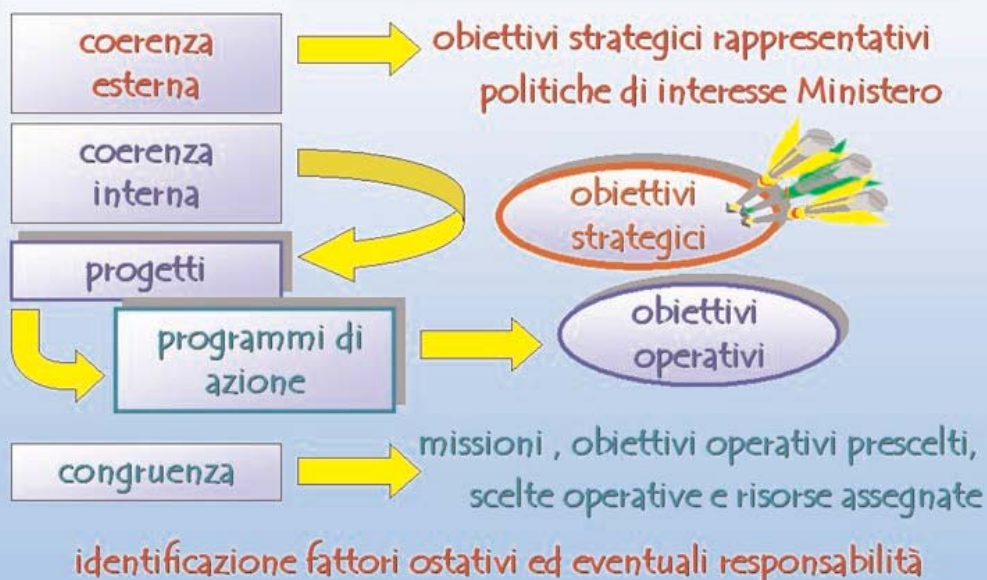 coerenza
esterna
obiettivi strategici rappresentativi
politiche di interesse Ministero
coerenza
interna
obiettivi
strategici
progetti
programmi di
azione
obiettivi
operativi
congruenza
missioni , obiettivi operativi prescelti,
scelte operative e risorse assegnate
identificazione fattori ostativi ed eventuali responsabilità